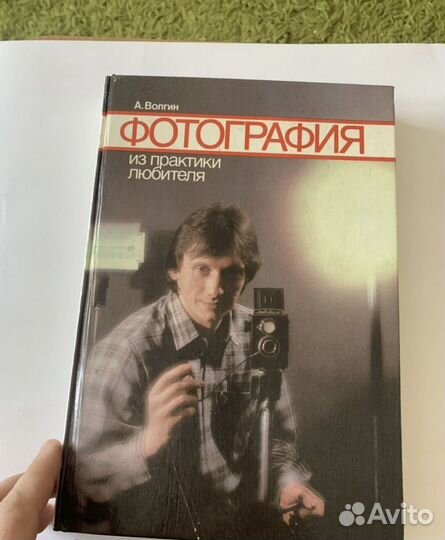 А. Волгин
ФОТОГРАФИЯ
из практики
любителя
Avito